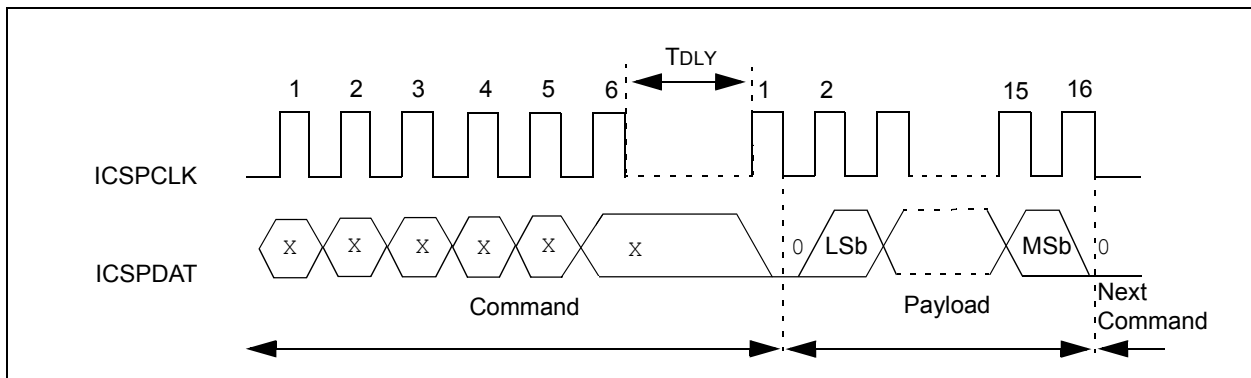 TDLY
1 2 3 4 5 6 1 2 15 16
ICSPCLK
X X X X X X 0 LSb MSb 0
ICSPDAT
Command Payload Next
Command